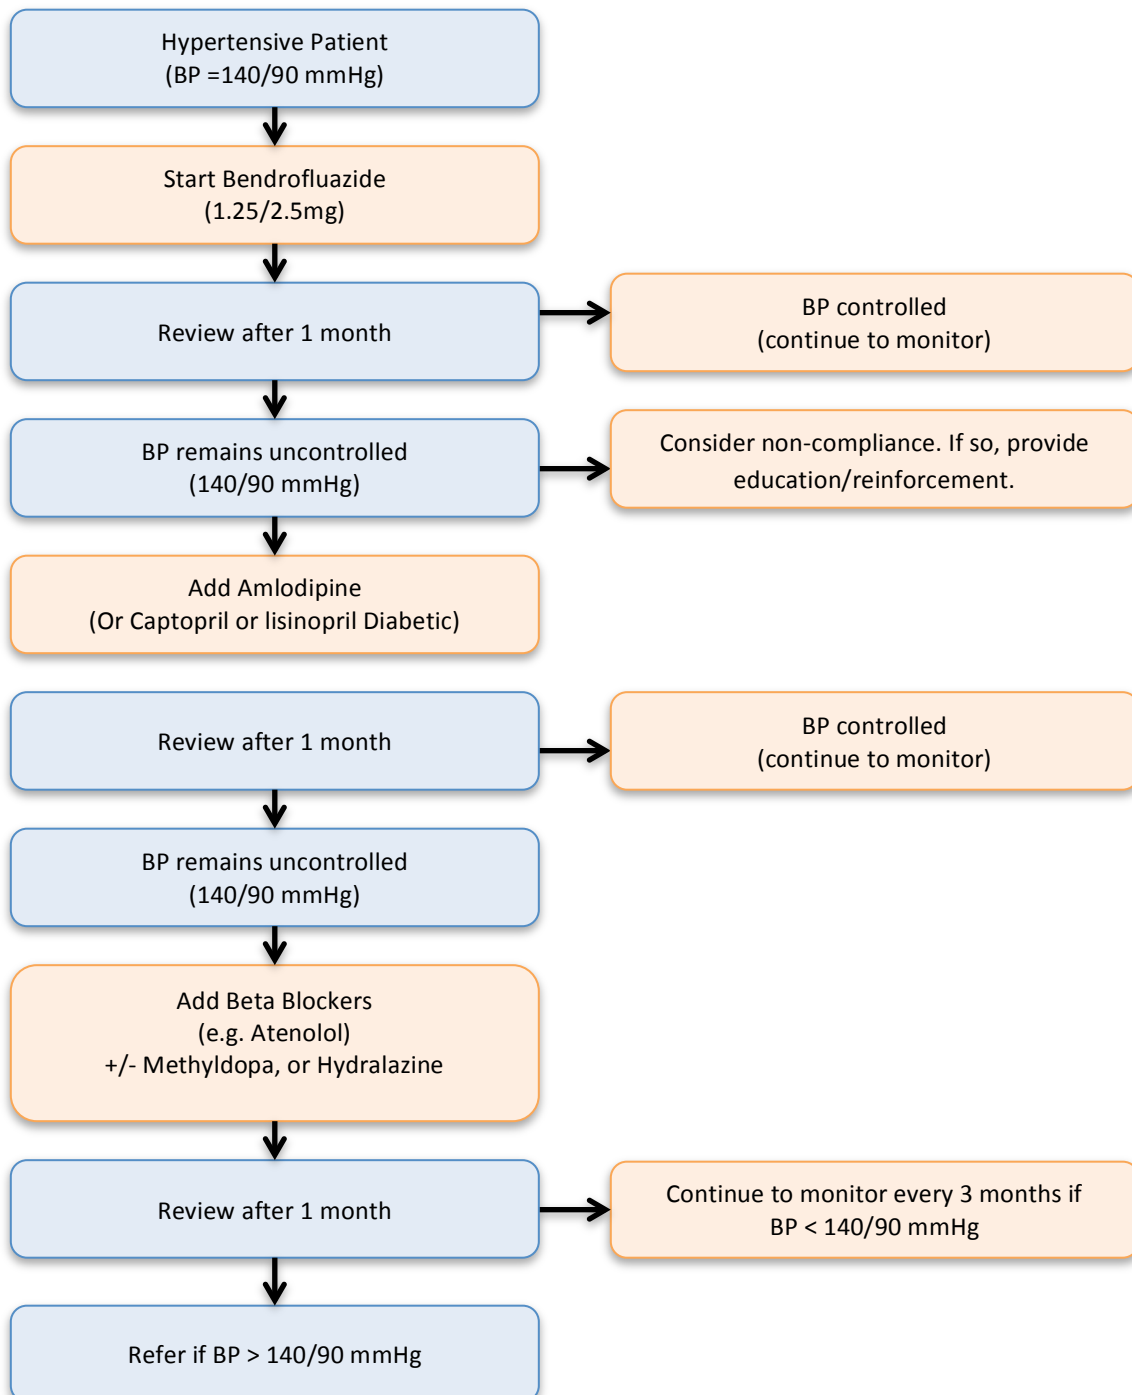 Hypertensive Patient
(BP =140/90 mmHg)
Start Bendrofluazide
(1.25/2.5mg)
Review after 1 month
BP controlled
(continue to monitor)
BP remains uncontrolled
(140/90 mmHg)
Consider non-compliance. If so, provide
education/reinforcement.
Add Amlodipine
(Or Captopril or lisinopril Diabetic)
Review after 1 month
BP controlled
(continue to monitor)
BP remains uncontrolled
(140/90 mmHg)
Add Beta Blockers
(e.g. Atenolol)
+/- Methyldopa, or Hydralazine
Review after 1 month
Continue to monitor every 3 months if
BP < 140/90 mmHg
Refer if BP > 140/90 mmHg